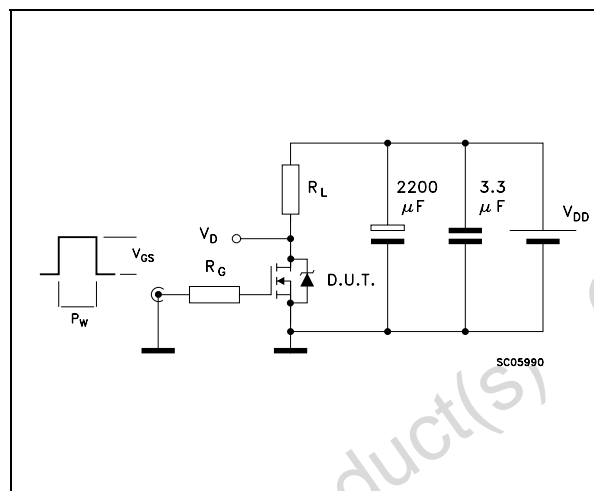 R_L
2200 µF
3.3 µF
V_DD
V_D
V_GS
R_G
D.U.T.
P_W
SC05990
duct(s)